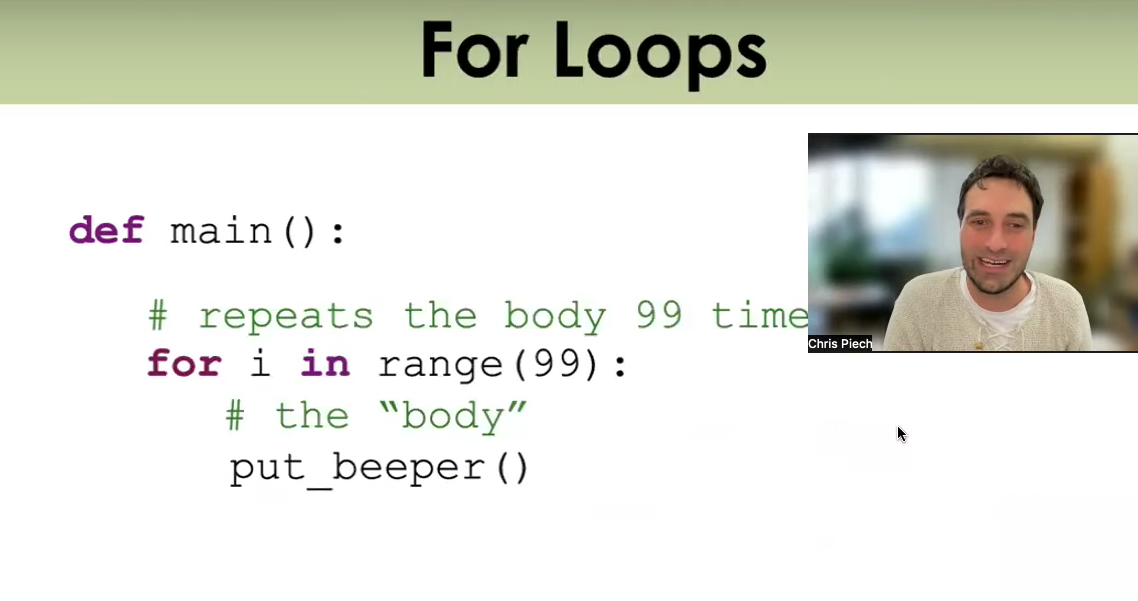 For Loops
def main():
# repeats the body 99 time
for i in range(99):
# the “body”
put_beeper()
Chris Piech